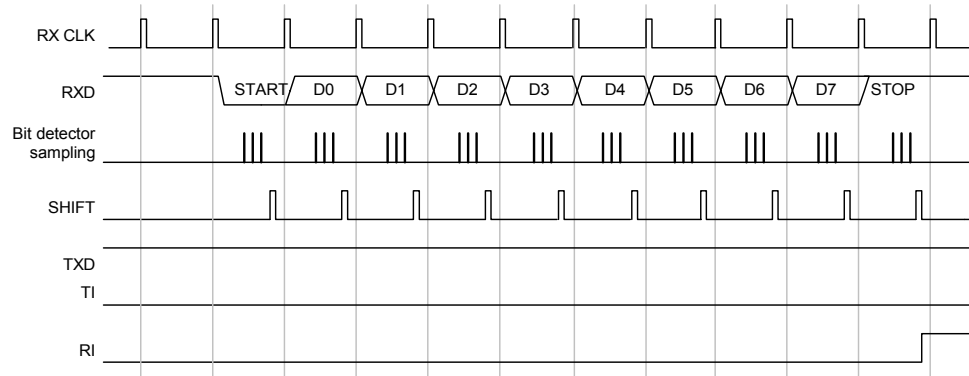 RX CLK
RXD
START D0 D1 D2 D3 D4 D5 D6 D7 STOP
Bit detector
sampling
SHIFT
TXD
TI
RI